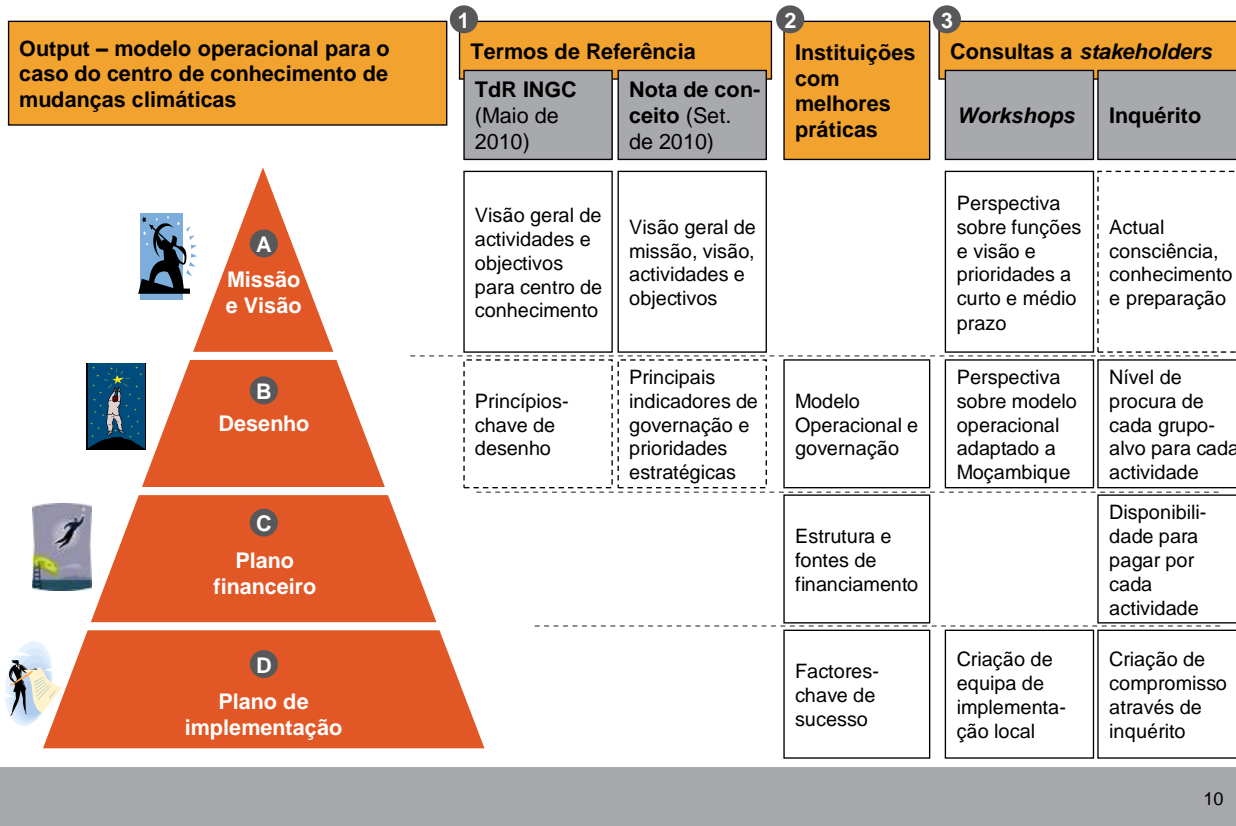 Output – modelo operacional para o
caso do centro de conhecimento de
mudanças climáticas
1
Termos de Referência
TdR INGC
(Maio de
2010)
Nota de con-
ceito (Set.
de 2010)
2
Instituições
com
melhores
práticas
3
Consultas a stakeholders
Workshops
Inquérito
A
Missão
e Visão
Visão geral de
actividades e
objectivos
para centro de
conhecimento
Visão geral de
missão, visão,
actividades e
objectivos
Perspectiva
sobre funções
e visão e
prioridades a
curto e médio
prazo
Actual
consciência,
conhecimento
e preparação
B
Desenho
Princípios-
chave de
desenho
Principais
indicadores de
governação e
prioridades
estratégicas
Modelo
Operacional e
governação
Perspectiva
sobre modelo
operacional
adaptado a
Moçambique
Nível de
procura de
cada grupo-
alvo para cada
actividade
C
Plano
financeiro
Estrutura e
fontes de
financiamento
Disponibili-
dade para
pagar por
cada
actividade
D
Plano de
implementação
Factores-
chave de
sucesso
Criação de
equipa de
implementa-
ção local
Criação de
compromisso
através de
inquérito
10